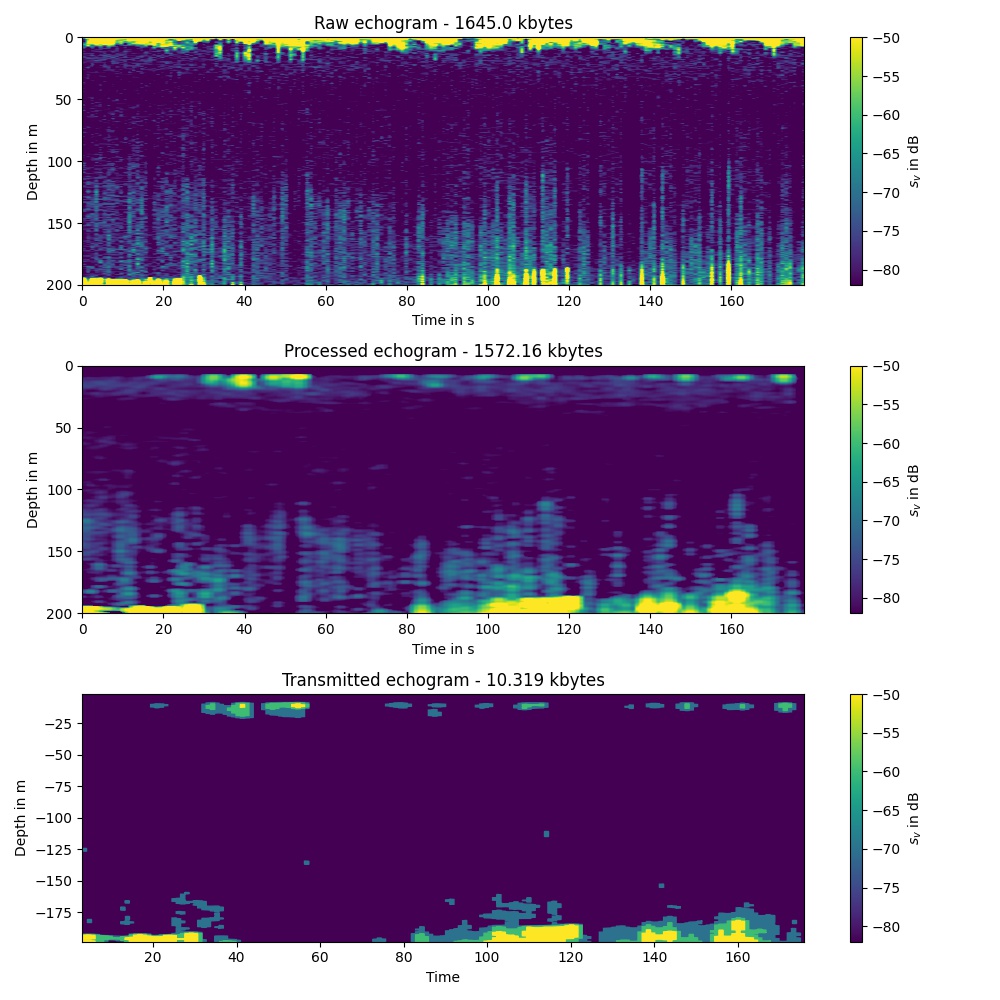 Raw echogram - 1645.0 kbytes
0
50
100
150
200
Depth in m
0 20 40 60 80 100 120 140 160
Time in s
−50
−55
−60
−65
−70
−75
−80
sv in dB
Processed echogram - 1572.16 kbytes
0
50
100
150
200
Depth in m
0 20 40 60 80 100 120 140 160
Time in s
−50
−55
−60
−65
−70
−75
−80
sv in dB
Transmitted echogram - 10.319 kbytes
−25
−50
−75
−100
−125
−150
−175
Depth in m
20 40 60 80 100 120 140 160
Time
−50
−55
−60
−65
−70
−75
−80
sv in dB